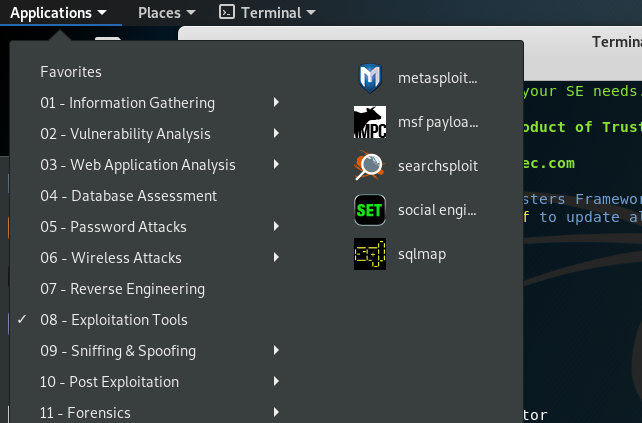 Applications Places Terminal
Termin
Favorites
01 - Information Gathering
02 - Vulnerability Analysis
03 - Web Application Analysis
04 - Database Assessment
05 - Password Attacks
06 - Wireless Attacks
07 - Reverse Engineering
✓ 08 - Exploitation Tools
09 - Sniffing & Spoofing
10 - Post Exploitation
11 - Forensics
metasploit...
MPC
msf payloa...
searchsploit
SET
social engi...
sql
sqlmap
your SE needs.
oduct of Trust
ec.com
sters Framewor
f to update al
tor